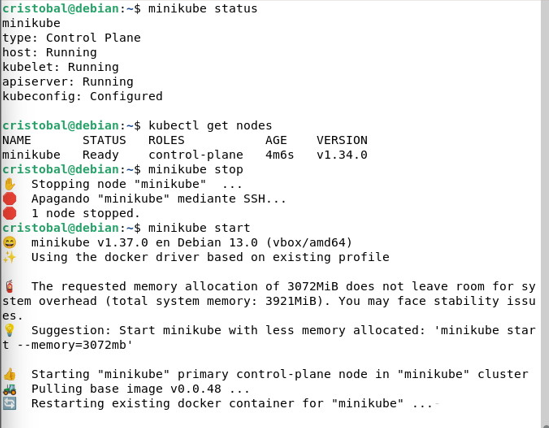 cristobal@debian:~$ minikube status
minikube
type: Control Plane
host: Running
kubelet: Running
apiserver: Running
kubeconfig: Configured
cristobal@debian:~$ kubectl get nodes
NAME       STATUS   ROLES           AGE    VERSION
minikube   Ready    control-plane   4m6s   v1.34.0
cristobal@debian:~$ minikube stop
✋  Stopping node "minikube"  ...
🛑  Apagando "minikube" mediante SSH...
🛑  1 node stopped.
cristobal@debian:~$ minikube start
😄  minikube v1.37.0 en Debian 13.0 (vbox/amd64)
✨  Using the docker driver based on existing profile
🧯  The requested memory allocation of 3072MiB does not leave room for sy
stem overhead (total system memory: 3921MiB). You may face stability issu
es.
💡  Suggestion: Start minikube with less memory allocated: 'minikube star
t --memory=3072mb'
👍  Starting "minikube" primary control-plane node in "minikube" cluster
🚜  Pulling base image v0.0.48 ...
🔄  Restarting existing docker container for "minikube" ...